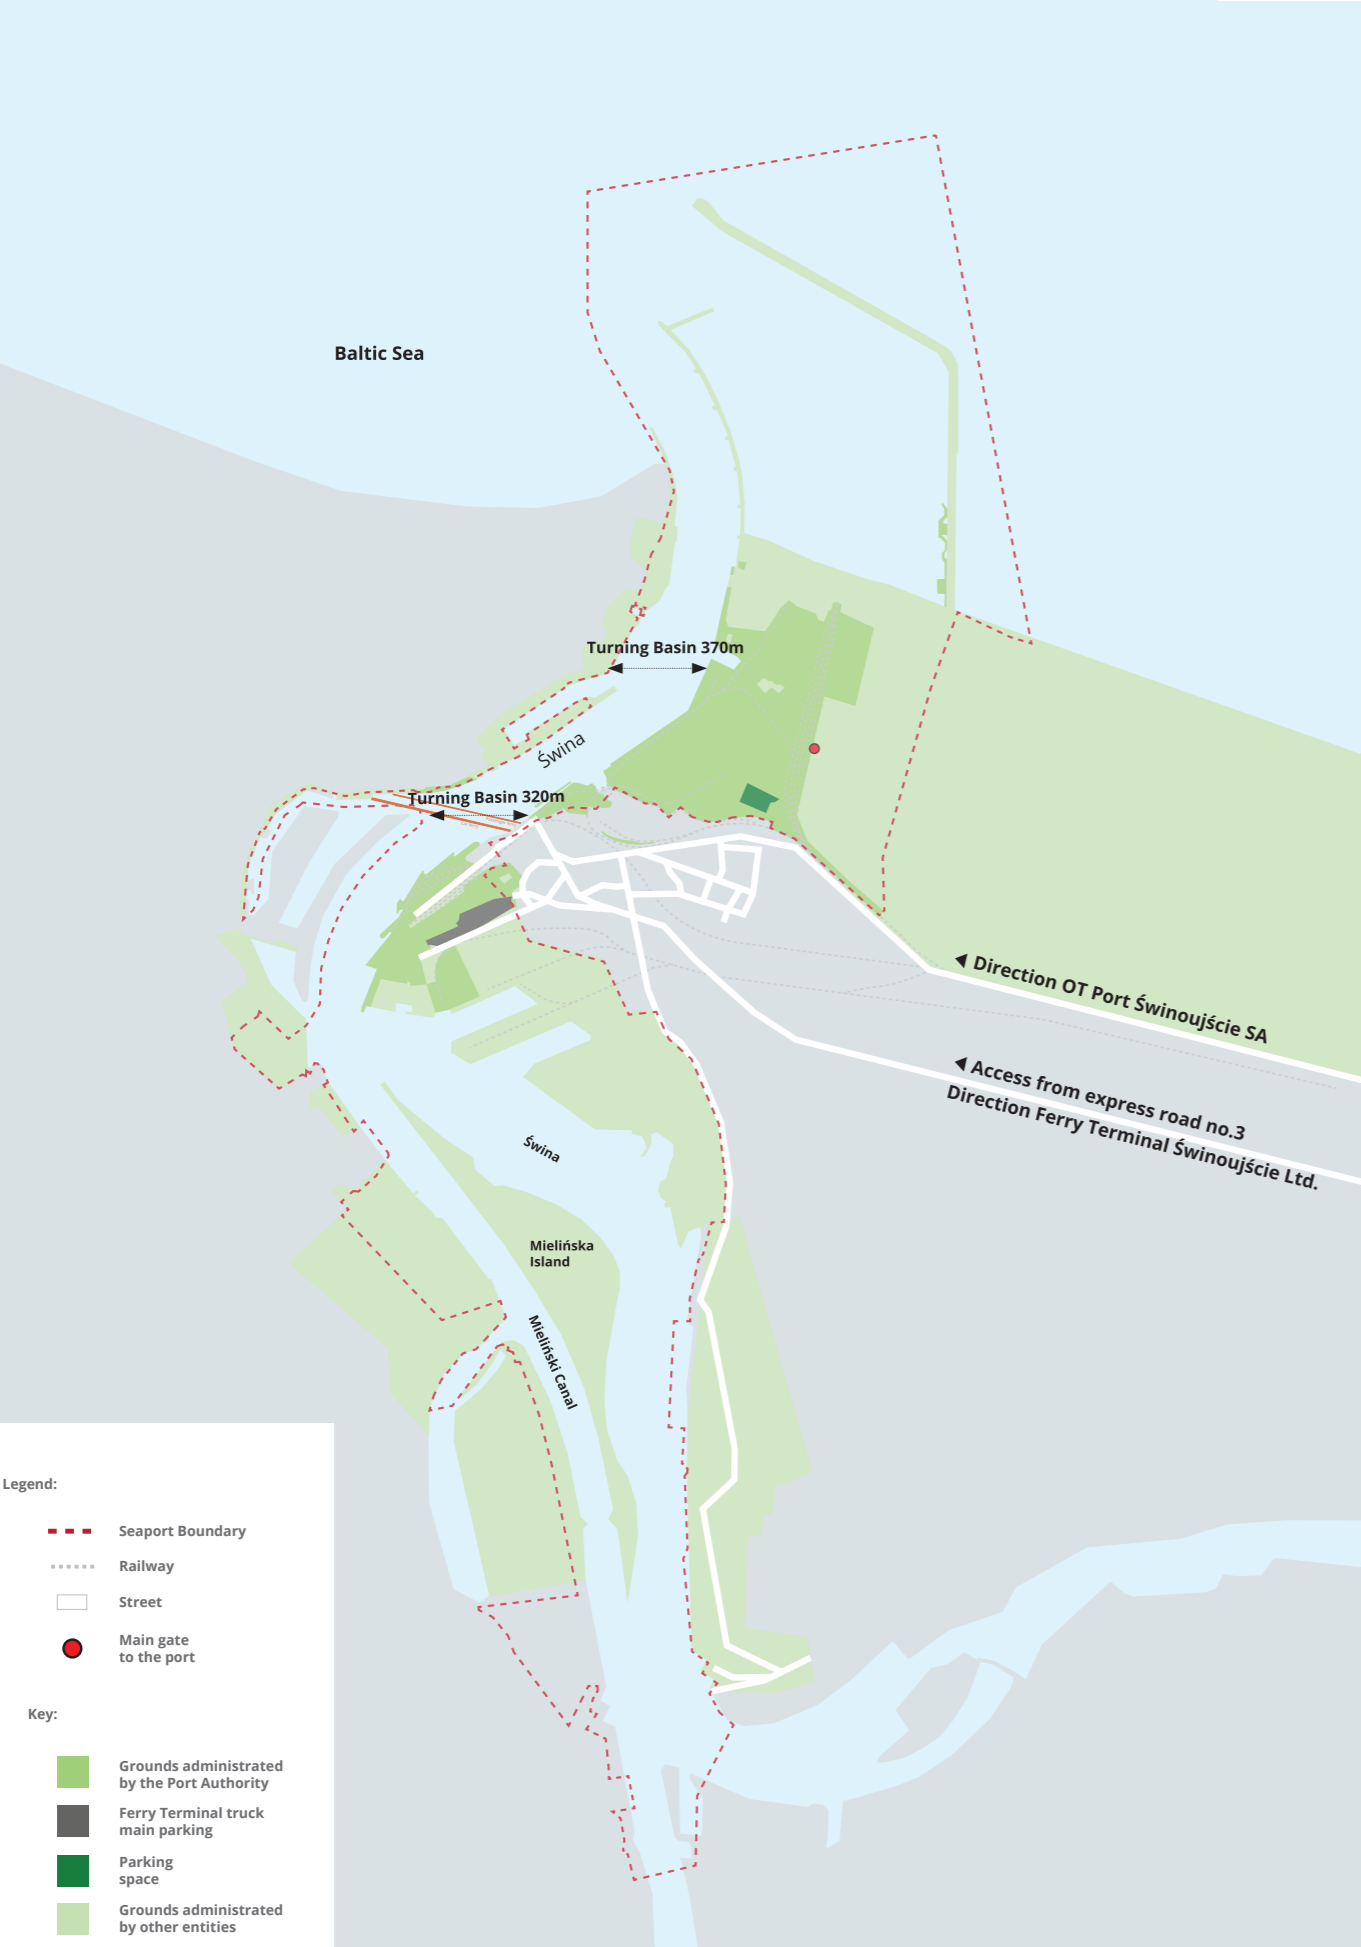 Baltic Sea
Turning Basin 370m
Świna
Turning Basin 320m
Direction OT Port Świnoujście SA
Access from express road no.3
Direction Ferry Terminal Świnoujście Ltd.
Świna
Mielińska
Island
Mieliński Canal
Legend:
Seaport Boundary
Railway
Street
Main gate
to the port
Key:
Grounds administrated
by the Port Authority
Ferry Terminal truck
main parking
Parking
space
Grounds administrated
by other entities